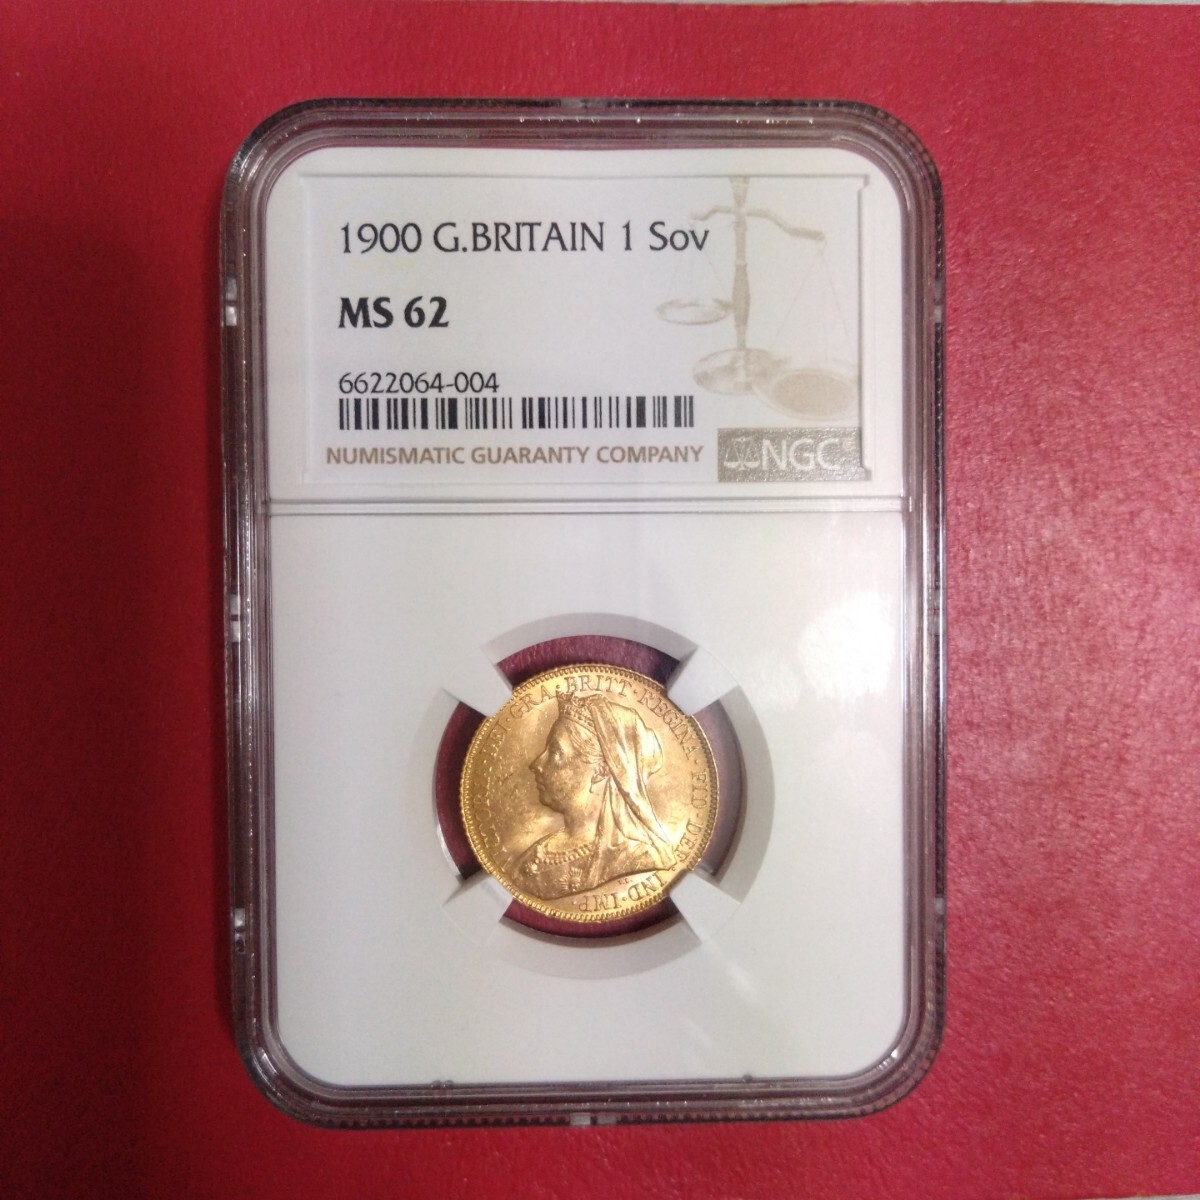 1900 G.BRITAIN 1 Sov
MS 62
6622064-004
NUMISMATIC GUARANTY COMPANY
NGC
GRA·BRITT·REGINA·FID·DEF·IND·IMP·